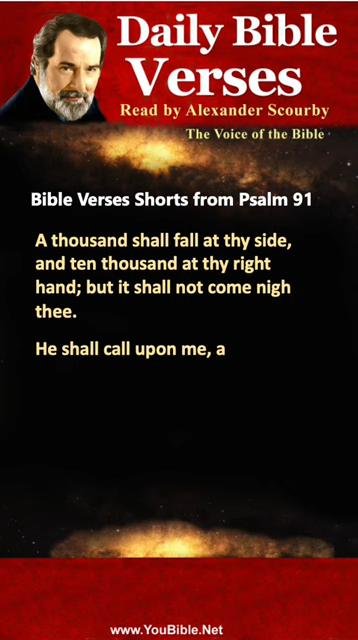 Daily Bible
Verses
Read by Alexander Scourby
The Voice of the Bible
Bible Verses Shorts from Psalm 91
A thousand shall fall at thy side,
and ten thousand at thy right
hand; but it shall not come nigh
thee.
He shall call upon me, a
www.YouBible.Net